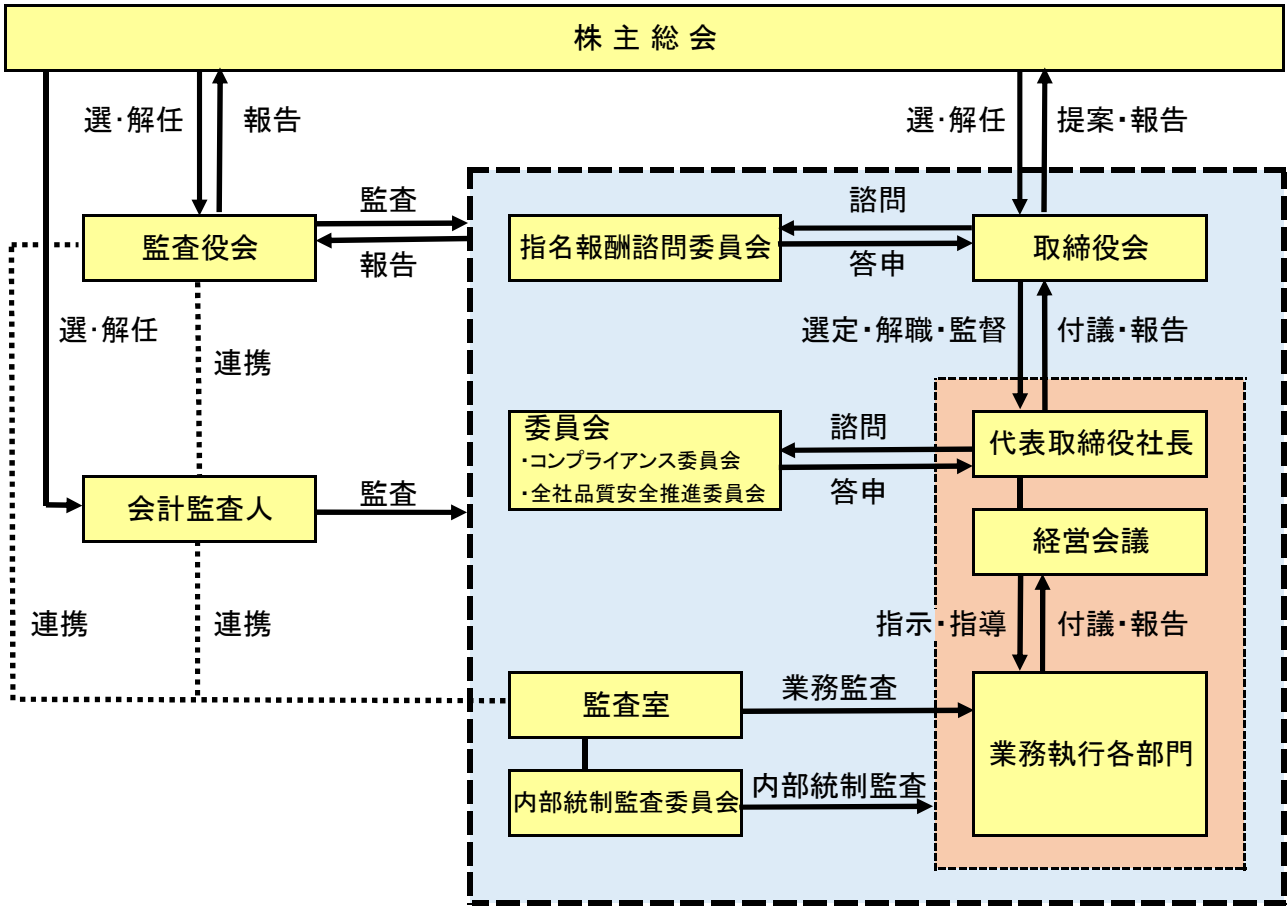 株 主 総 会
選・解任
報告
選・解任
提案・報告
監査
報告
諮問
答申
監査役会
指名報酬諮問委員会
取締役会
選・解任
連携
選定・解職・監督
付議・報告
委員会
・コンプライアンス委員会
・全社品質安全推進委員会
諮問
答申
代表取締役社長
会計監査人
監査
経営会議
連携
連携
指示・指導
付議・報告
監査室
業務監査
業務執行各部門
内部統制監査委員会
内部統制監査